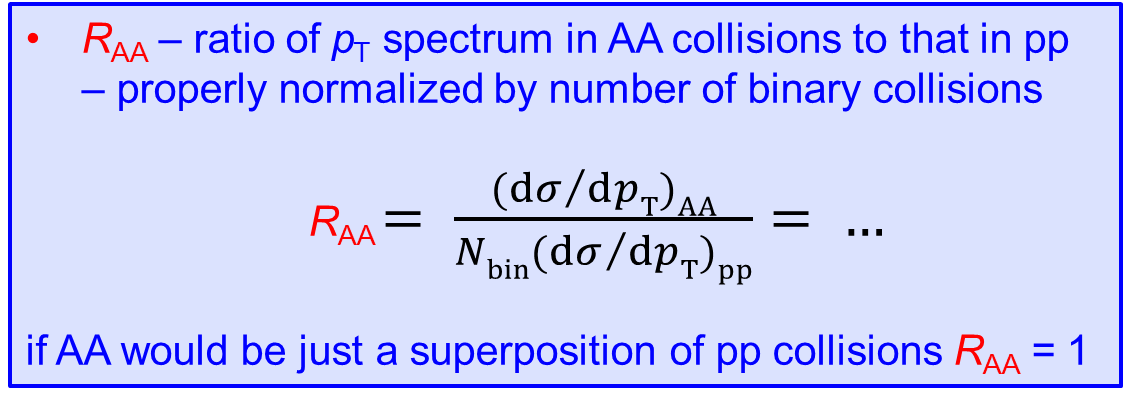 • R_AA – ratio of p_T spectrum in AA collisions to that in pp
– properly normalized by number of binary collisions
R_AA = (dσ/dp_T)_AA / N_bin(dσ/dp_T)_pp = …
if AA would be just a superposition of pp collisions R_AA = 1